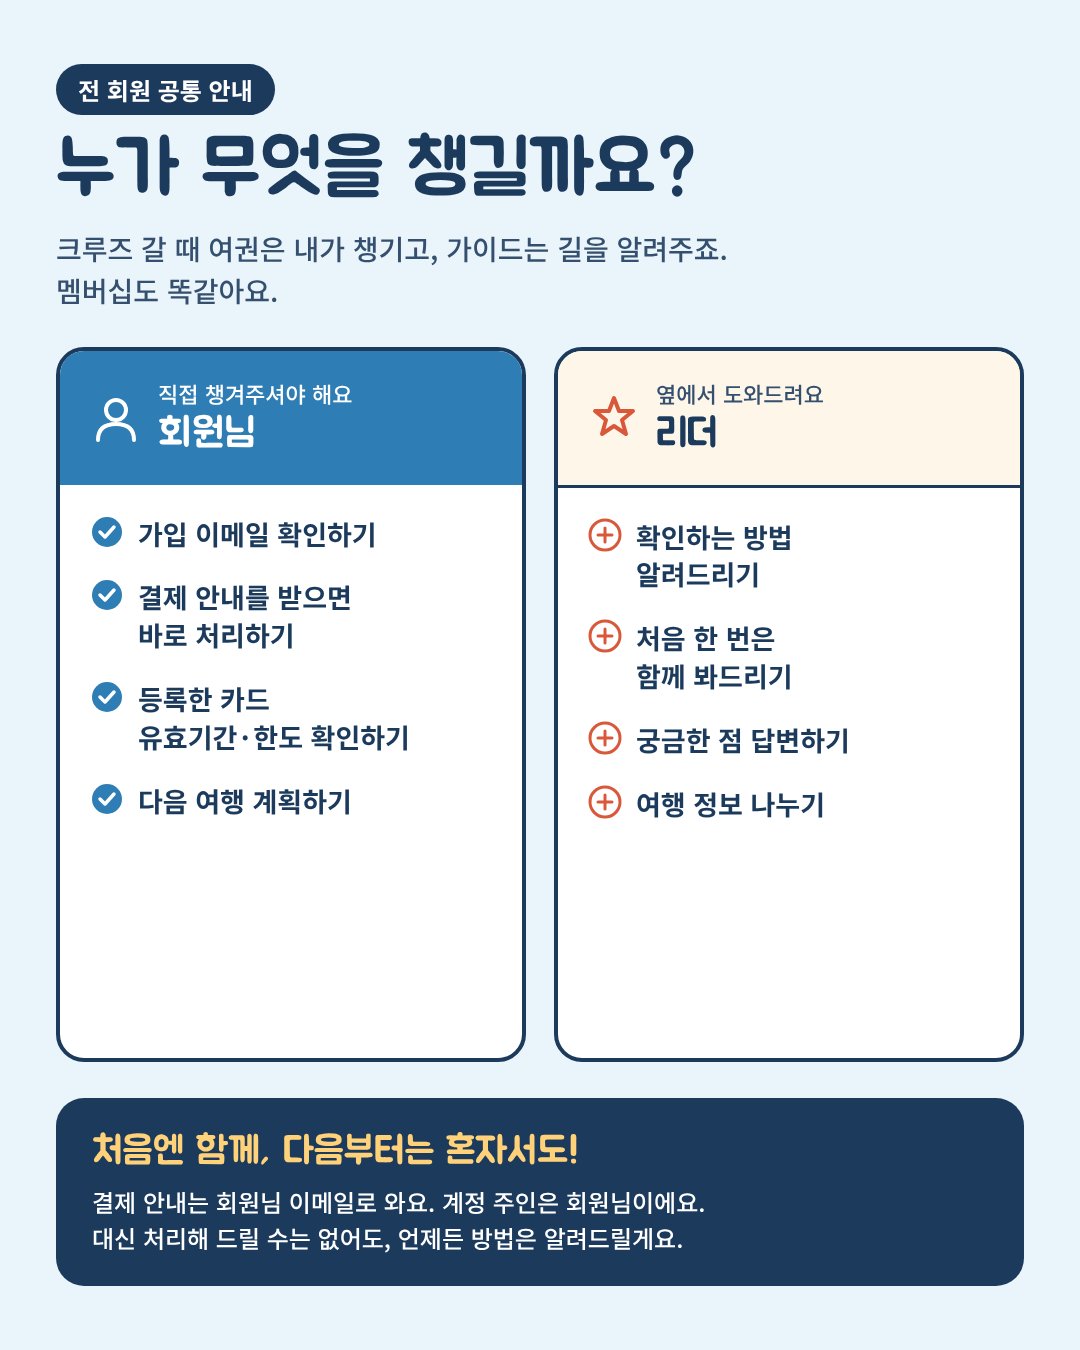 전 회원 공통 안내
누가 무엇을 챙길까요?
크루즈 갈 때 여권은 내가 챙기고, 가이드는 길을 알려주죠.
멤버십도 똑같아요.
직접 챙겨주셔야 해요
회원님
가입 이메일 확인하기
결제 안내를 받으면
바로 처리하기
등록한 카드
유효기간·한도 확인하기
다음 여행 계획하기
옆에서 도와드려요
리더
확인하는 방법
알려드리기
처음 한 번은
함께 봐드리기
궁금한 점 답변하기
여행 정보 나누기
처음엔 함께, 다음부터는 혼자서도!
결제 안내는 회원님 이메일로 와요. 계정 주인은 회원님이에요.
대신 처리해 드릴 수는 없어도, 언제든 방법은 알려드릴게요.